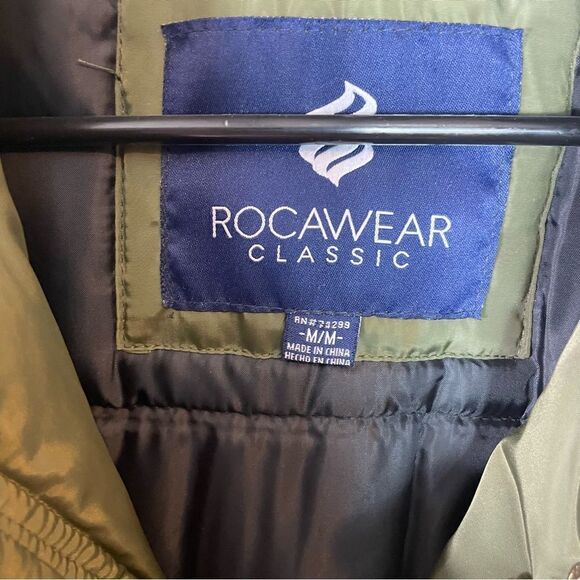 ROCAWEAR
CLASSIC
RN# 73299
-M/M-
MADE IN CHINA
HECHO EN CHINA